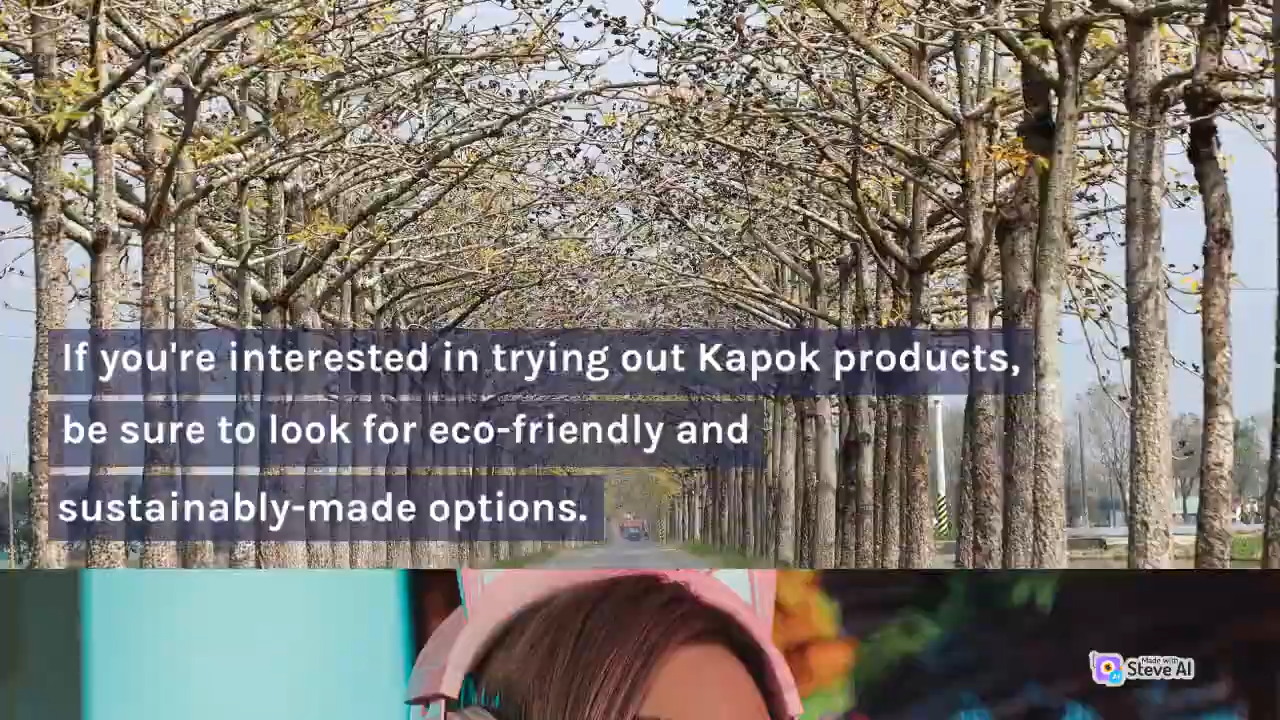 If you're interested in trying out Kapok products,
be sure to look for eco-friendly and
sustainably-made options.
Made with
Steve AI